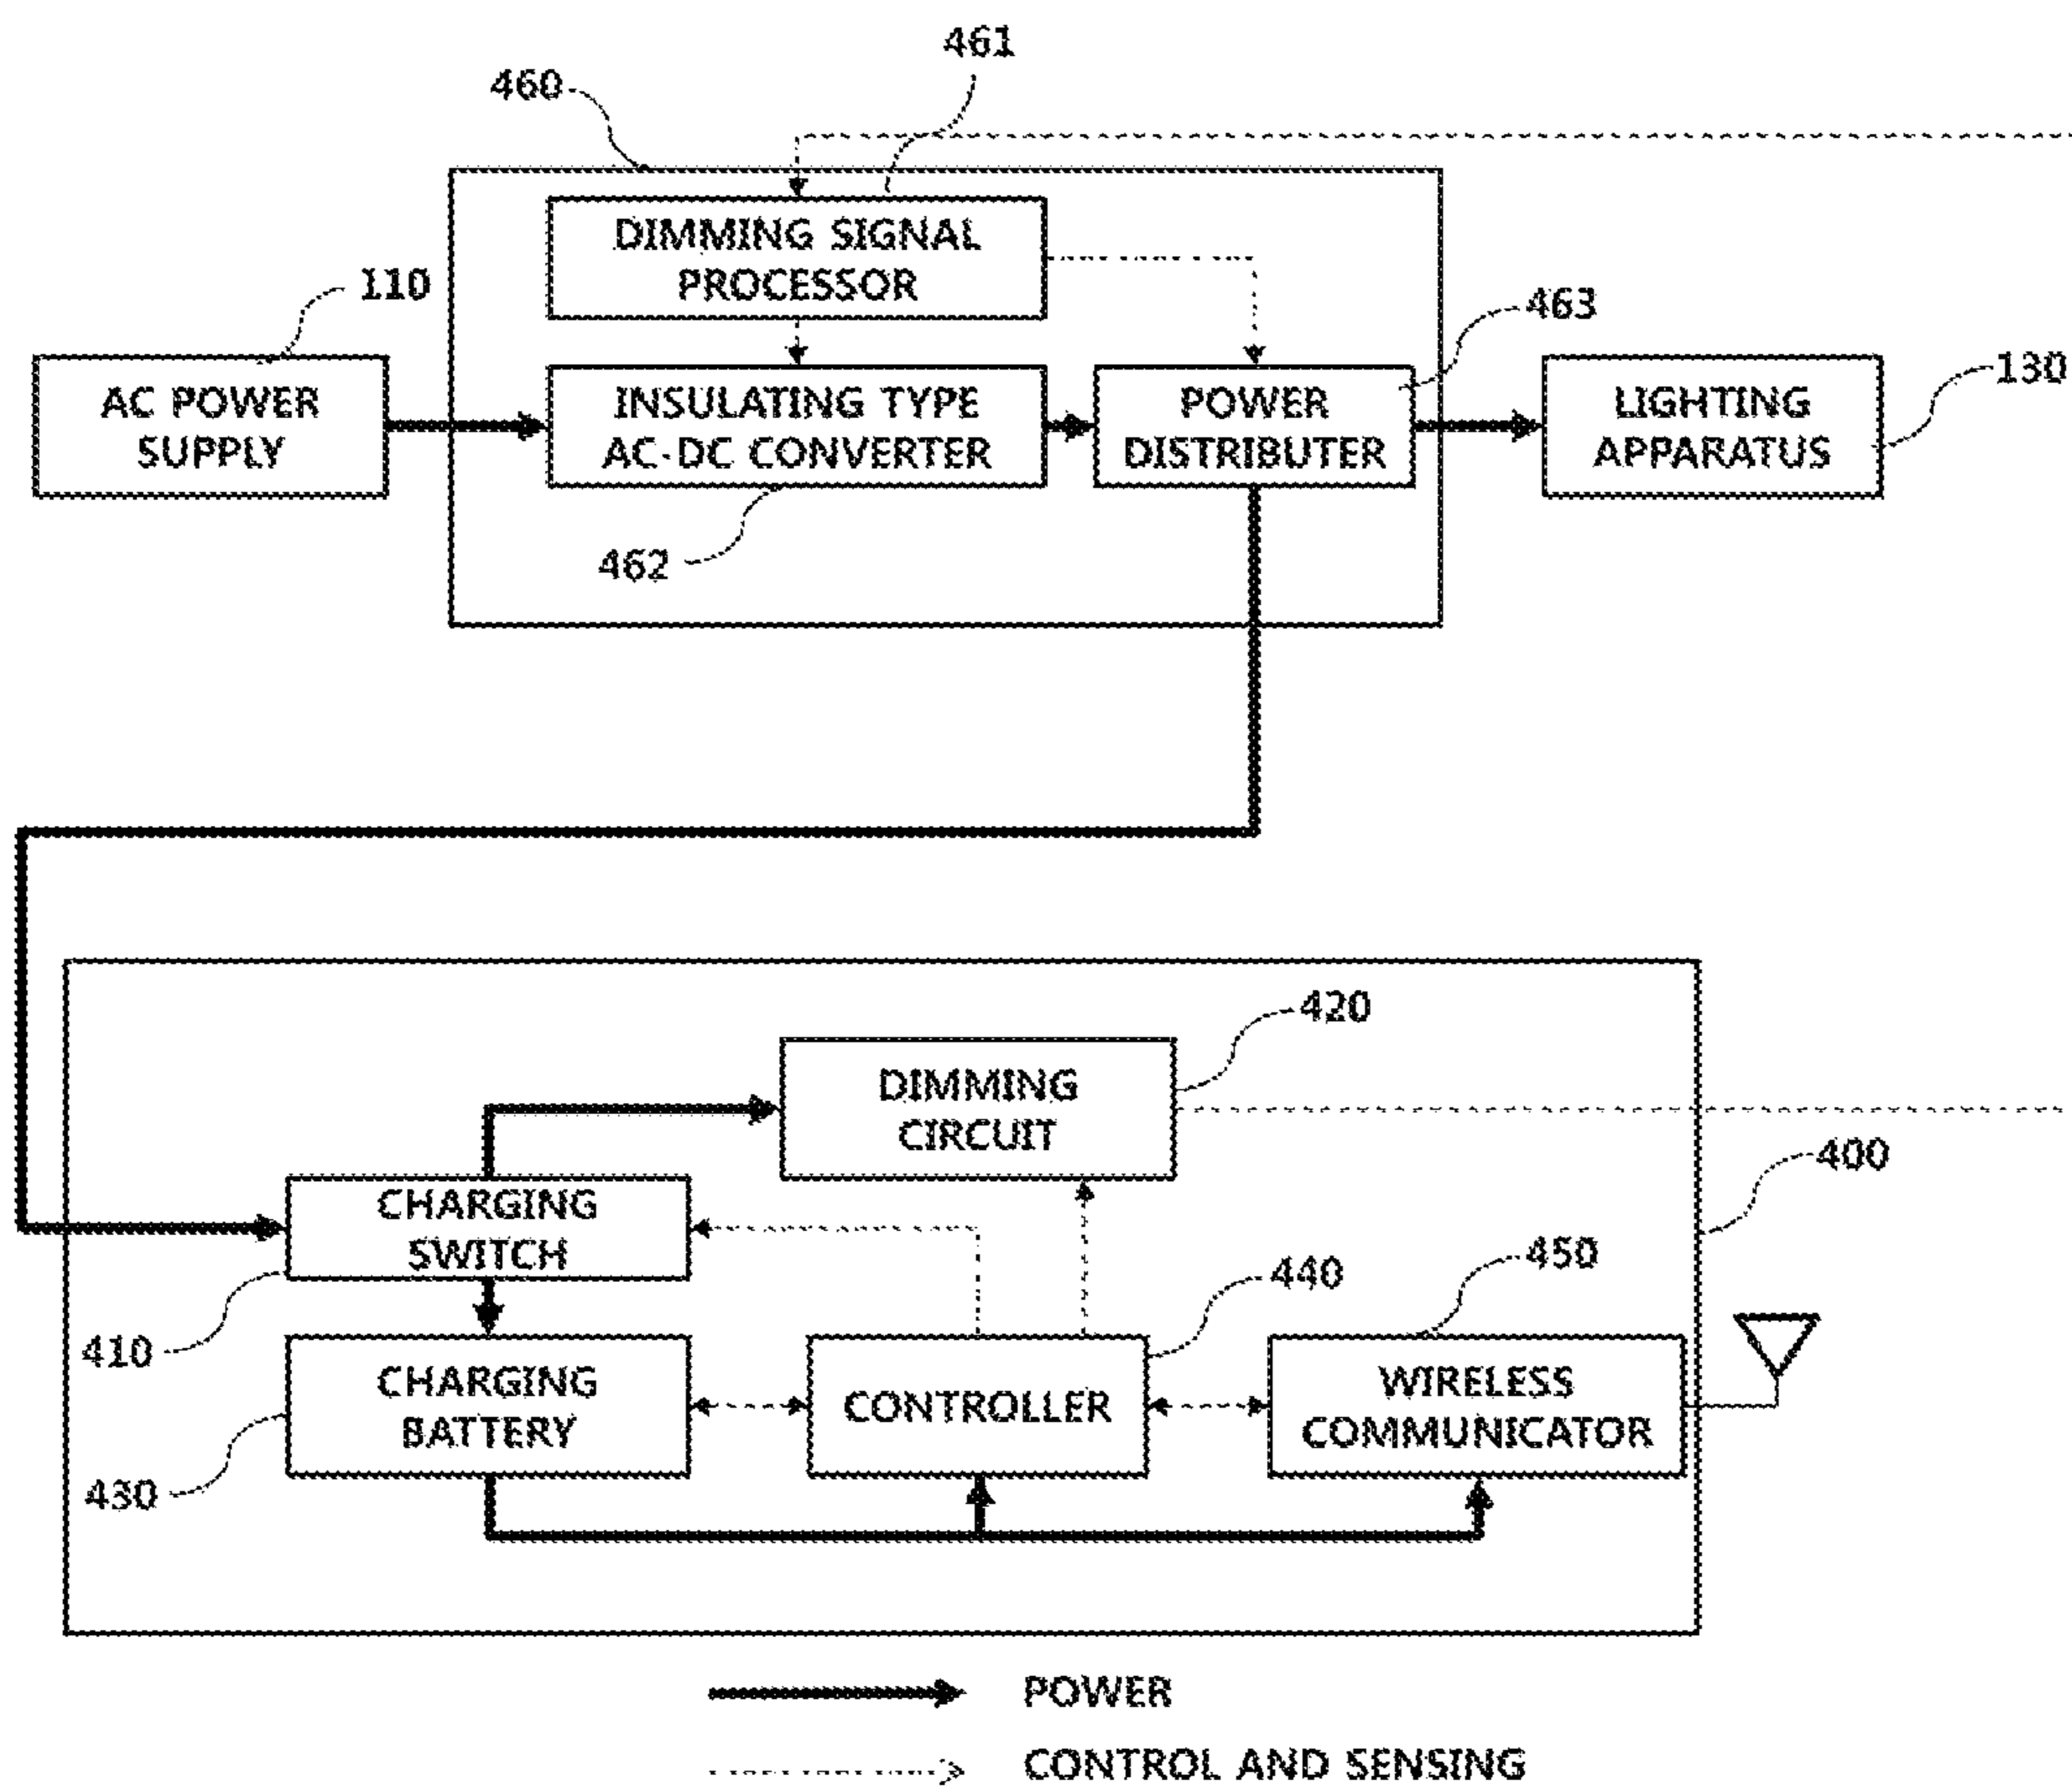 461
460
DIMMING SIGNAL
PROCESSOR
110
463
AC POWER
SUPPLY
INSULATING TYPE
AC-DC CONVERTER
POWER
DISTRIBUTER
LIGHTING
APPARATUS
130
462
420
DIMMING
CIRCUIT
400
CHARGING
SWITCH
450
440
410
CHARGING
BATTERY
CONTROLLER
WIRELESS
COMMUNICATOR
430
POWER
CONTROL AND SENSING